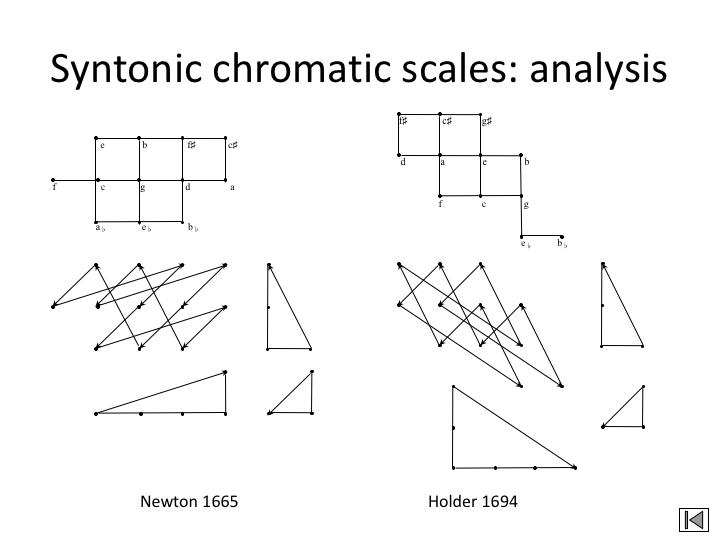 Syntonic chromatic scales: analysis
e b f♯ c♯
f c g d a
a♭ e♭ b♭
f♯ c♯ g♯
d a e b
f c g
e♭ b♭
Newton 1665
Holder 1694